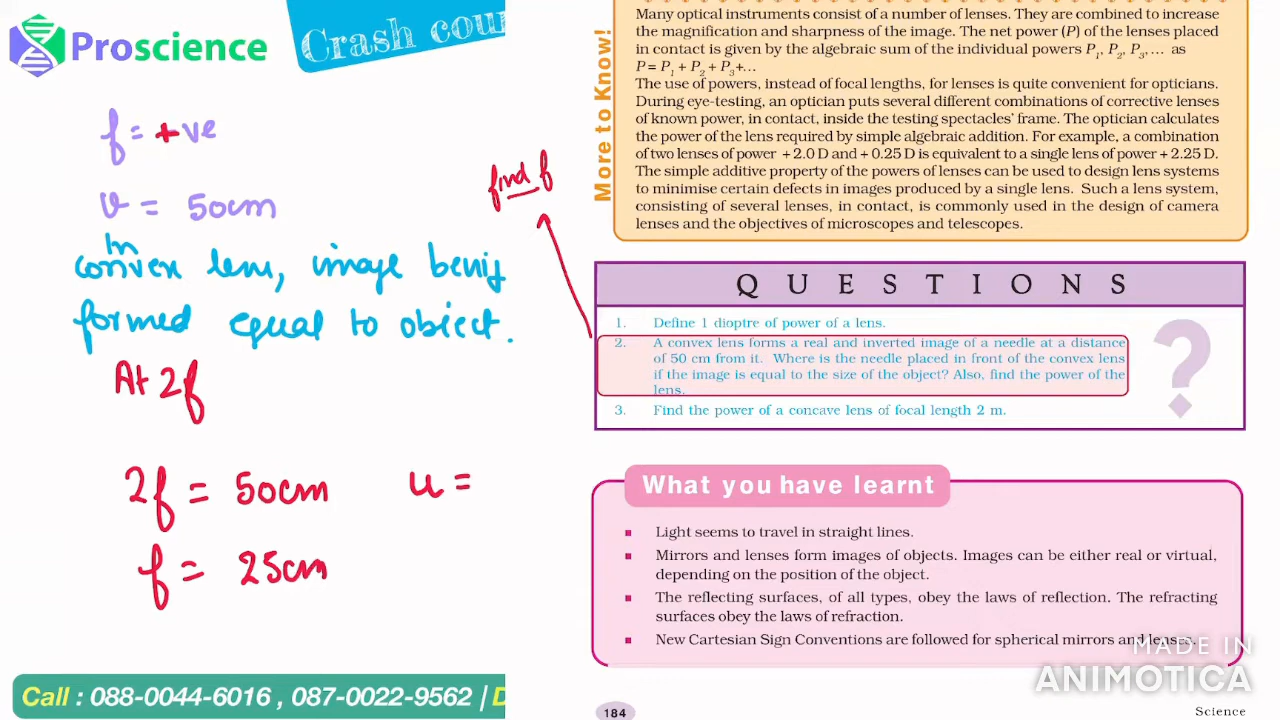 Proscience
Crash cou
f = +ve
v = 50cm
In
convex lens, image
formed equal to object.
At 2f
2f = 50cm u =
f = 25cm
find f
Call : 088-0044-6016 , 087-0022-9562 | D
More to Know!
Many optical instruments consist of a number of lenses. They are combined to increase
the magnification and sharpness of the image. The net power (P) of the lenses placed
in contact is given by the algebraic sum of the individual powers P1, P2, P3,… as
P = P1 + P2 + P3+…
The use of powers, instead of focal lengths, for lenses is quite convenient for opticians.
During eye-testing, an optician puts several different combinations of corrective lenses
of known power, in contact, inside the testing spectacles' frame. The optician calculates
the power of the lens required by simple algebraic addition. For example, a combination
of two lenses of power + 2.0 D and + 0.25 D is equivalent to a single lens of power + 2.25 D.
The simple additive property of the powers of lenses can be used to design lens systems
to minimise certain defects in images produced by a single lens. Such a lens system,
consisting of several lenses, in contact, is commonly used in the design of camera
lenses and the objectives of microscopes and telescopes.
QUESTIONS
1. Define 1 dioptre of power of a lens.
2. A convex lens forms a real and inverted image of a needle at a distance
of 50 cm from it. Where is the needle placed in front of the convex lens
if the image is equal to the size of the object? Also, find the power of the
lens.
3. Find the power of a concave lens of focal length 2 m.
?
What you have learnt
Light seems to travel in straight lines.
Mirrors and lenses form images of objects. Images can be either real or virtual,
depending on the position of the object.
The reflecting surfaces, of all types, obey the laws of reflection. The refracting
surfaces obey the laws of refraction.
New Cartesian Sign Conventions are followed for spherical mirrors and lenses.
MADE IN
ANIMOTICA
184
Science